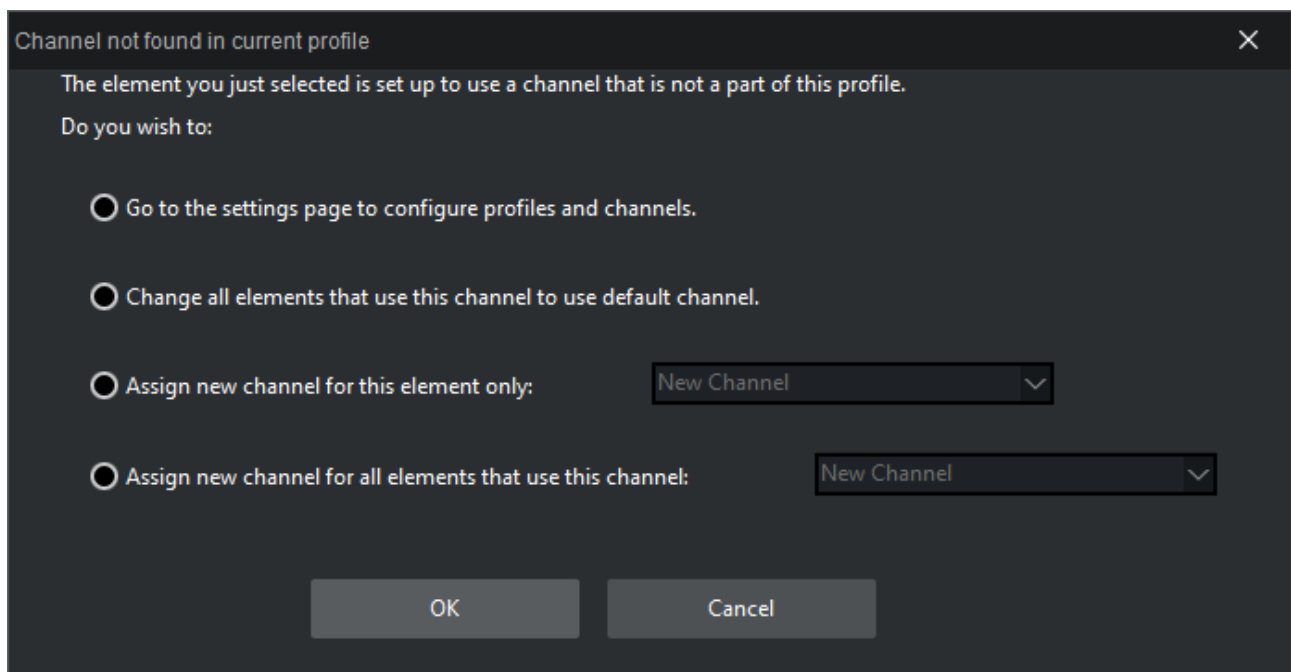 Channel not found in current profile
The element you just selected is set up to use a channel that is not a part of this profile.
Do you wish to:
Go to the settings page to configure profiles and channels.
Change all elements that use this channel to use default channel.
Assign new channel for this element only: New Channel
Assign new channel for all elements that use this channel: New Channel
OK Cancel